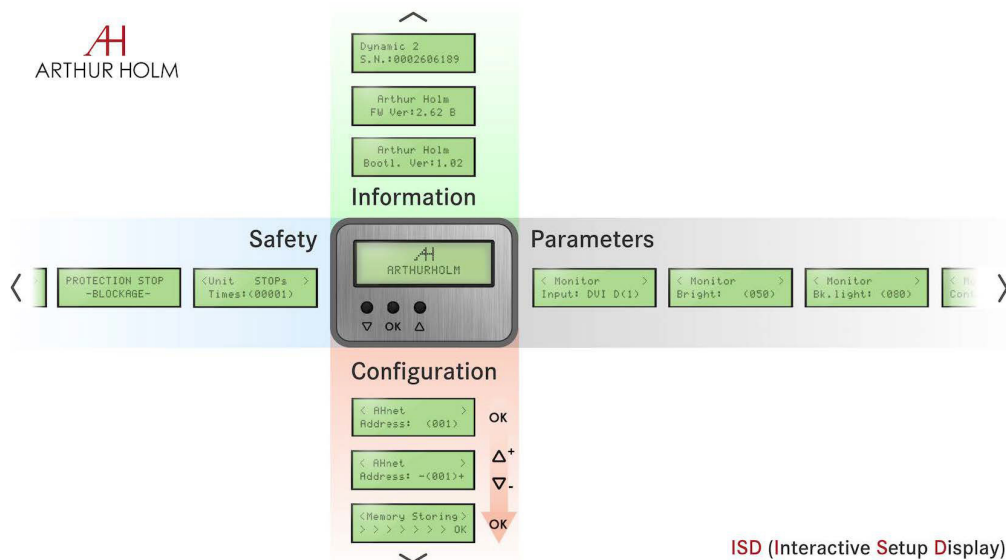 AH
ARTHUR HOLM
Dynamic 2
S.N.:0002606189
Arthur Holm
FW Ver:2.62 B
Arthur Holm
Bootl. Ver:1.02
Information
Safety
PROTECTION STOP
-BLOCKAGE-
<Unit STOPs >
Times:(00001)
AH
ARTHURHOLM
▽ OK △
Parameters
< Monitor >
Input: DVI D(1)
< Monitor >
Bright: (050)
< Monitor >
Bk.light: (080)
Configuration
< AHnet >
Address: (001)
OK
< AHnet >
Address: -(001)+
△+
▽-
<Memory Storing>
> > > > > > > OK
OK
ISD (Interactive Setup Display)